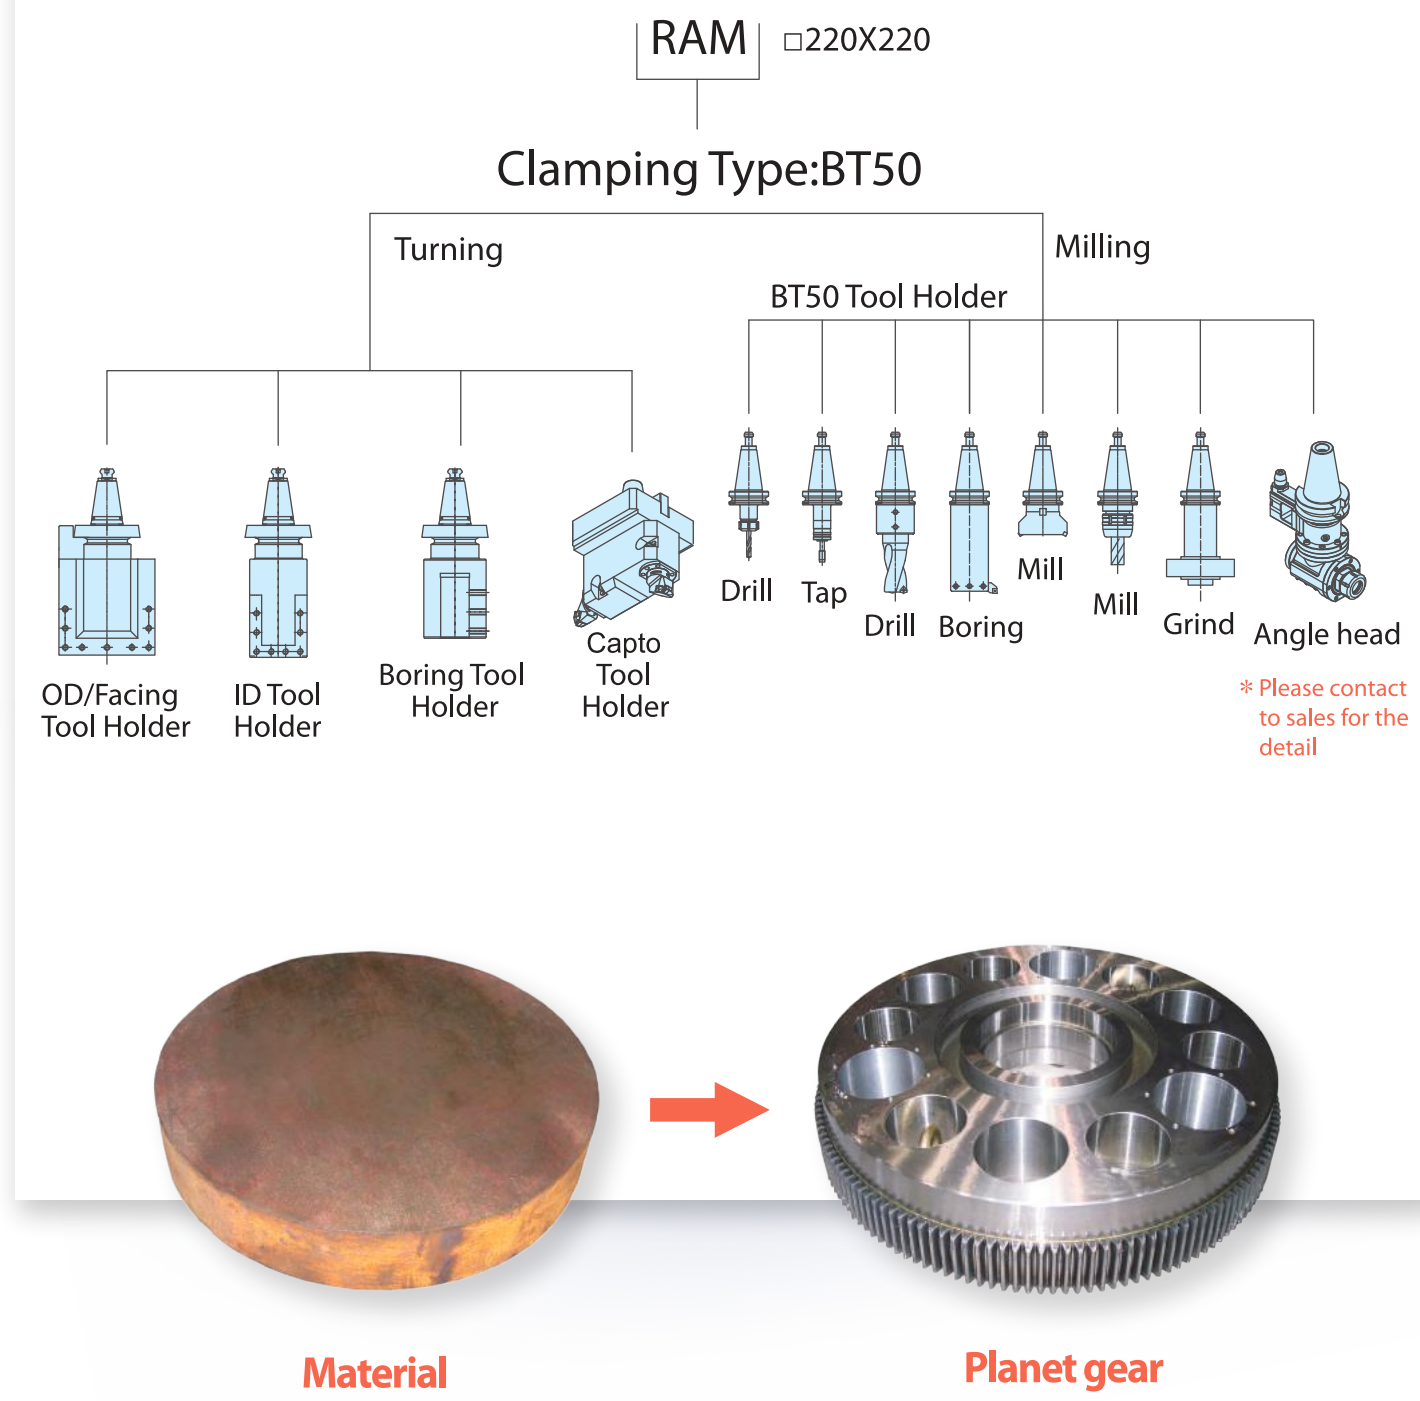 RAM □220X220
Clamping Type:BT50
Turning
Milling
BT50 Tool Holder
OD/Facing
Tool Holder
ID Tool
Holder
Boring Tool
Holder
Capto
Tool
Holder
Drill
Tap
Drill
Boring
Mill
Mill
Grind
Angle head
* Please contact
to sales for the
detail
Material
Planet gear